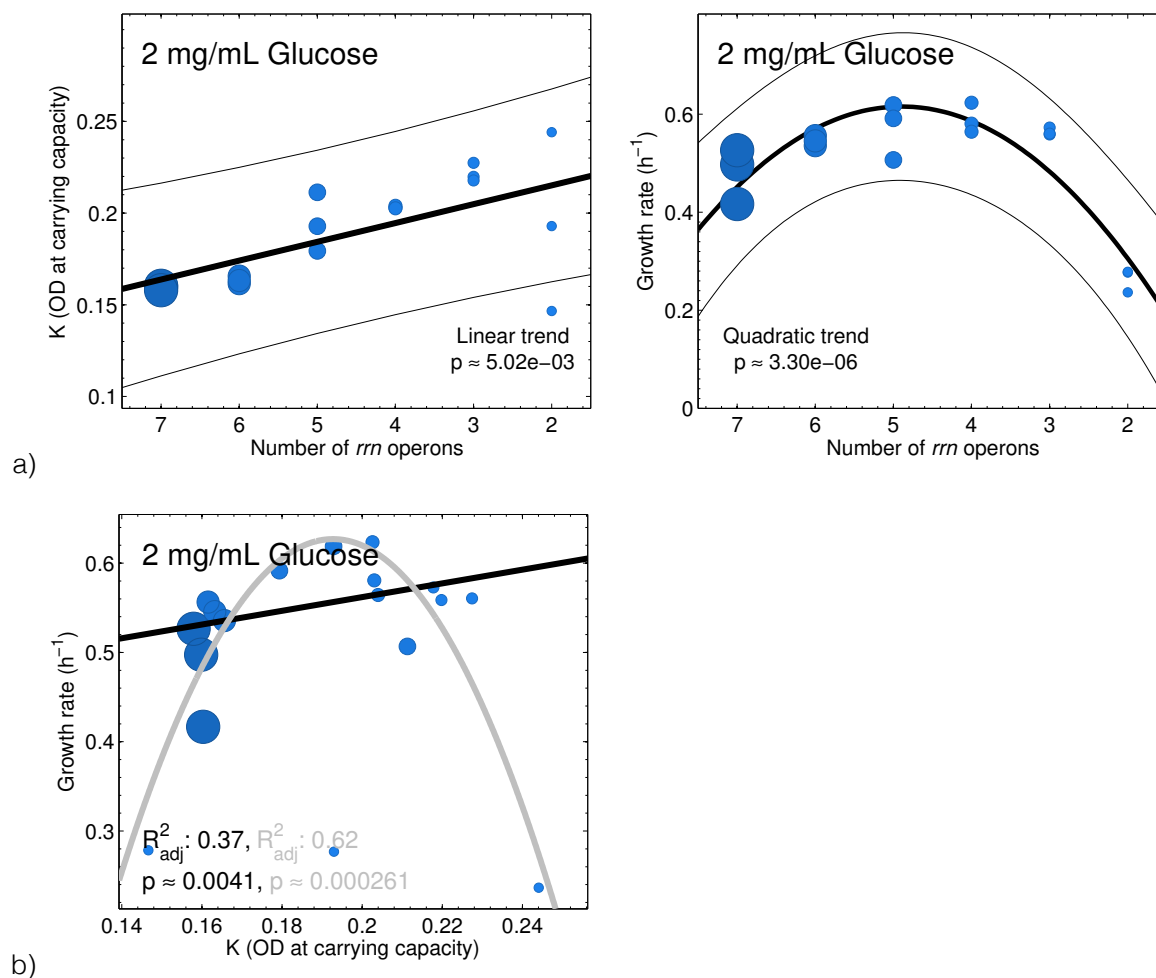 2 mg/mL Glucose
K (OD at carrying capacity)
0.25
0.2
0.15
0.1
Linear trend
p ≈ 5.02e−03
7 6 5 4 3 2
Number of rrn operons
2 mg/mL Glucose
Growth rate (h⁻¹)
0.6
0.4
0.2
0
Quadratic trend
p ≈ 3.30e−06
7 6 5 4 3 2
Number of rrn operons
a)
2 mg/mL Glucose
Growth rate (h⁻¹)
0.6
0.5
0.4
0.3
R²adj: 0.37, R²adj: 0.62
p ≈ 0.0041, p ≈ 0.000261
0.14 0.16 0.18 0.2 0.22 0.24
K (OD at carrying capacity)
b)